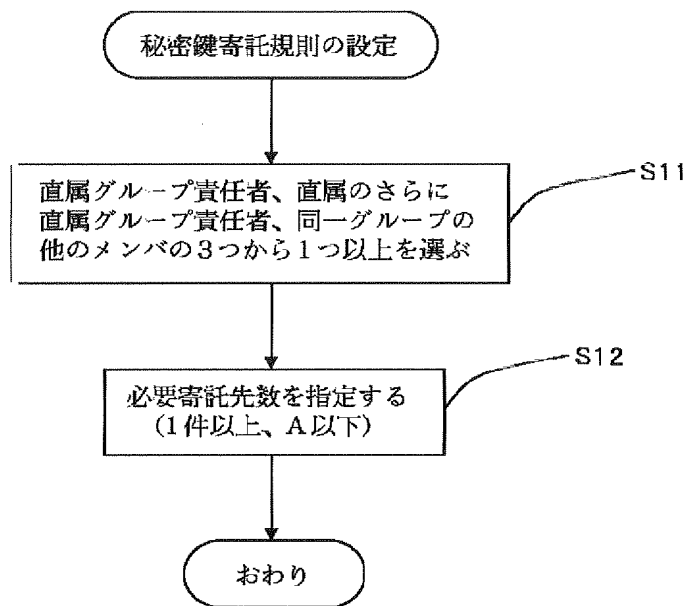 秘密鍵寄託規則の設定
直属グループ責任者、直属のさらに
直属グループ責任者、同一グループの
他のメンバの3つから1つ以上を選ぶ
S11
必要寄託先数を指定する
(1件以上、A以下)
S12
おわり